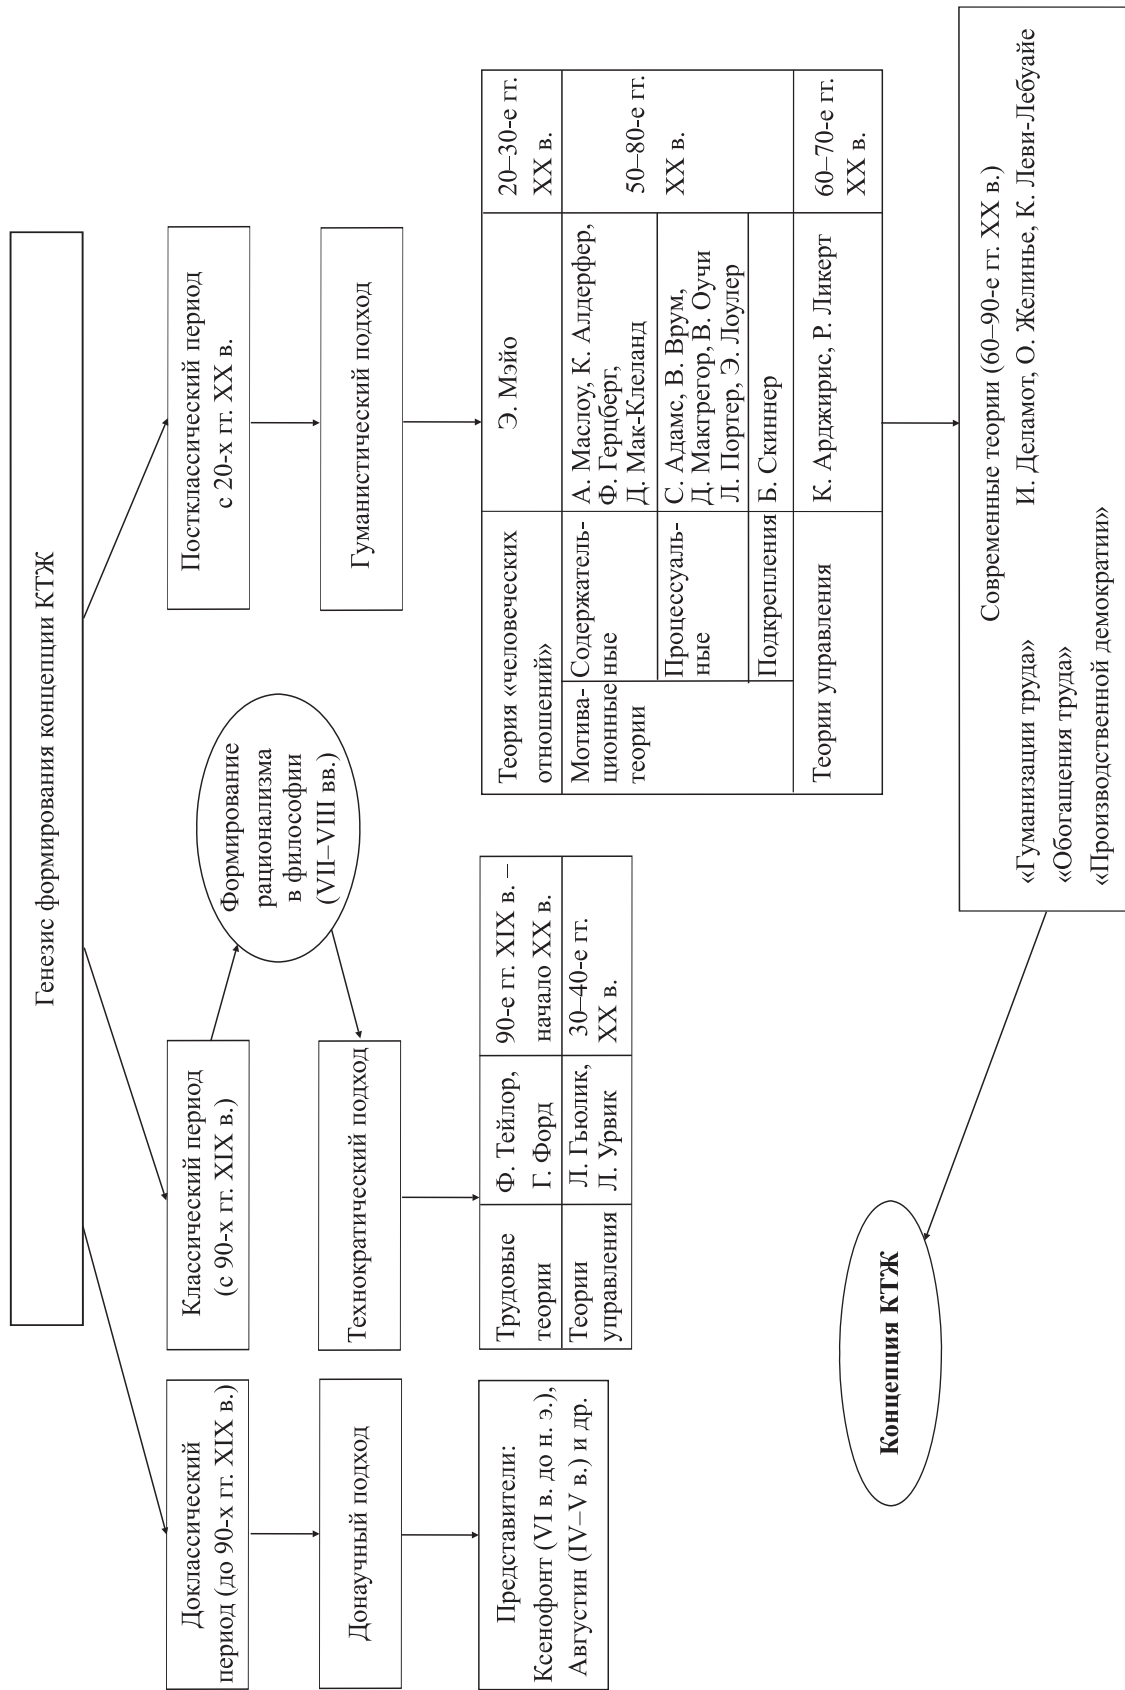 Генезис формирования концепции КТЖ
Доклассический
период (до 90-х гг. XIX в.)
Донаучный подход
Представители:
Ксенофонт (VI в. до н. э.),
Августин (IV–V в.) и др.
Классический период
(с 90-х гг. XIX в.)
Формирование
рационализма
в философии
(VII–VIII вв.)
Технократический подход
Трудовые
теории
Ф. Тейлор,
Г. Форд
90-е гг. XIX в. –
начало XX в.
Теории
управления
Л. Гьюлик,
Л. Урвик
30–40-е гг.
XX в.
Постклассический период
с 20-х гг. XX в.
Гуманистический подход
Теория «человеческих
отношений»
Э. Мэйо
20–30-е гг.
XX в.
Мотива-
ционные
теории
Содержатель-
ные
А. Маслоу, К. Алдерфер,
Ф. Герцберг,
Д. Мак-Клеланд
50–80-е гг.
XX в.
Процессуаль-
ные
С. Адамс, В. Врум,
Д. Макгрегор, В. Оучи
Л. Портер, Э. Лоулер
Подкрепления
Б. Скиннер
Теории управления
К. Арджирис, Р. Ликерт
60–70-е гг.
XX в.
Современные теории (60–90-е гг. XX в.)
«Гуманизации труда»
И. Деламот, О. Желинье, К. Леви-Лебуайе
«Обогащения труда»
«Производственной демократии»
Концепция КТЖ